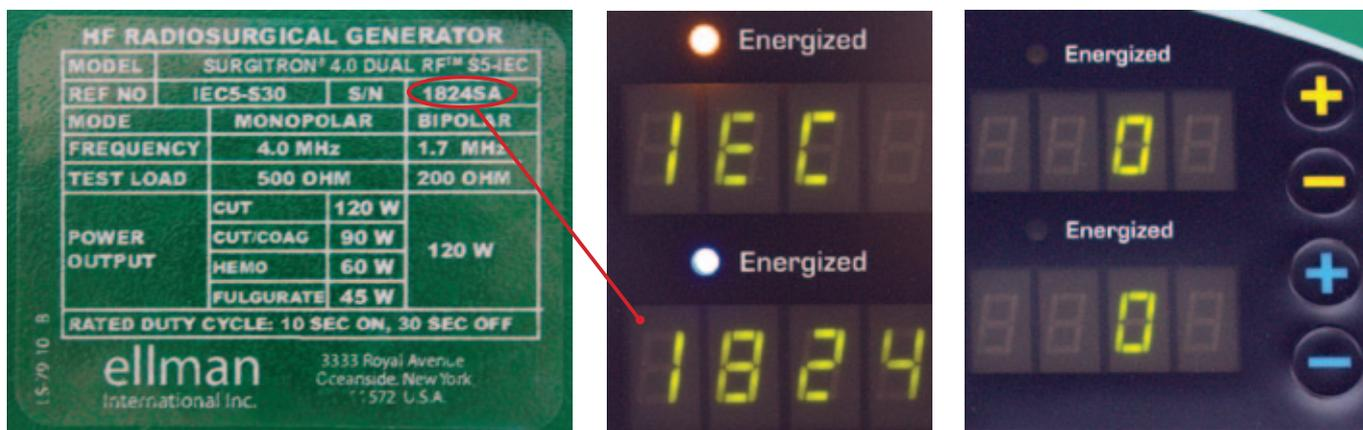 HF RADIOSURGICAL GENERATOR
MODEL SURGITRON® 4.0 DUAL RF™ S5-IEC
REF NO IEC5-S30 S/N 1824SA
MODE MONOPOLAR BIPOLAR
FREQUENCY 4.0 MHz 1.7 MHz
TEST LOAD 500 OHM 200 OHM
POWER OUTPUT
CUT 120 W
CUT/COAG 90 W
HEMO 60 W
FULGURATE 45 W
120 W
RATED DUTY CYCLE: 10 SEC ON, 30 SEC OFF
ellman
International Inc.
3333 Royal Avenue
Oceanside, New York
11572 U.S.A.
Energized
IEC
Energized
1824
Energized
0
+
−
Energized
0
+
−